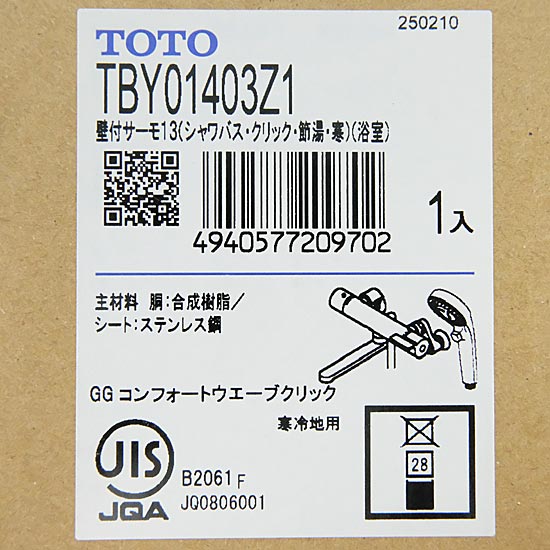 250210
TOTO
TBY01403Z1
壁付サーモ13(シャワバス・クリック・節湯・寒)(浴室)
4940577209702
1入
主材料 胴:合成樹脂/
シート:ステンレス鋼
GGコンフォートウエーブクリック
寒冷地用
28
JIS
JQA
B2061 F
JQ0806001